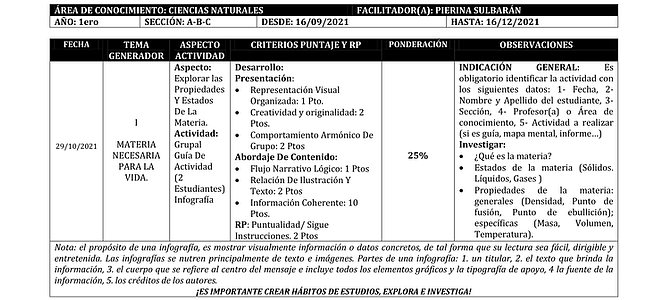 ÁREA DE CONOCIMIENTO: CIENCIAS NATURALES FACILITADOR(A): PIERINA SULBARÁN
AÑO: 1ero SECCIÓN: A-B-C DESDE: 16/09/2021 HASTA: 16/12/2021
FECHA
TEMA
GENERADOR
ASPECTO
ACTIVIDAD
CRITERIOS PUNTAJE Y RP
PONDERACIÓN
OBSERVACIONES
29/10/2021
I
MATERIA
NECESARIA
PARA LA
VIDA.
Aspecto:
Explorar las
Propiedades
Y Estados
De La
Materia.
Actividad:
Grupal
Guía De
Actividad
(2
Estudiantes)
Infografía
Desarrollo:
Presentación:
• Representación Visual
Organizada: 1 Pto.
• Creatividad y originalidad: 2
Ptos.
• Comportamiento Armónico De
Grupo: 2 Ptos
Abordaje De Contenido:
• Flujo Narrativo Lógico: 1 Ptos
• Relación De Ilustración Y
Texto: 2 Ptos
• Información Coherente: 10
Ptos.
RP: Puntualidad/ Sigue
Instrucciones. 2 Ptos
25%
INDICACIÓN GENERAL: Es
obligatorio identificar la actividad con
los siguientes datos: 1- Fecha, 2-
Nombre y Apellido del estudiante, 3-
Sección, 4- Profesor(a) o Área de
conocimiento, 5- Actividad a realizar
(si es guía, mapa mental, informe...)
Investigar:
• ¿Qué es la materia?
• Estados de la materia (Sólidos.
Líquidos, Gases )
• Propiedades de la materia:
generales (Densidad, Punto de
fusión, Punto de ebullición);
específicas (Masa, Volumen,
Temperatura).
Nota: el propósito de una infografía, es mostrar visualmente información o datos concretos, de tal forma que su lectura sea fácil, dirigible y
entretenida. Las infografías se nutren principalmente de texto e imágenes. Partes de una infografía: 1. un titular, 2. el texto que brinda la
información, 3. el cuerpo que se refiere al centro del mensaje e incluye todos los elementos gráficos y la tipografía de apoyo, 4 la fuente de la
información, 5. los créditos de los autores.
¡ES IMPORTANTE CREAR HÁBITOS DE ESTUDIOS, EXPLORA E INVESTIGA!